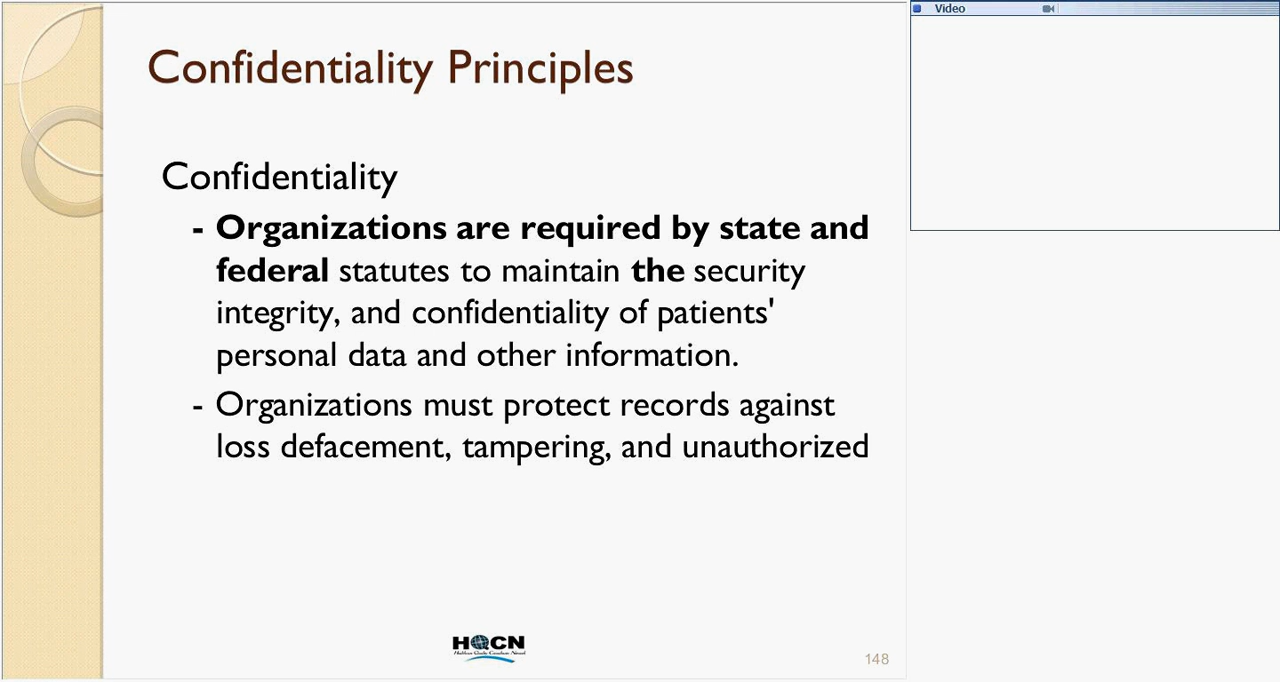 Confidentiality Principles
Video
Confidentiality
- Organizations are required by state and
federal statutes to maintain the security
integrity, and confidentiality of patients'
personal data and other information.
- Organizations must protect records against
loss defacement, tampering, and unauthorized
HQCN
148